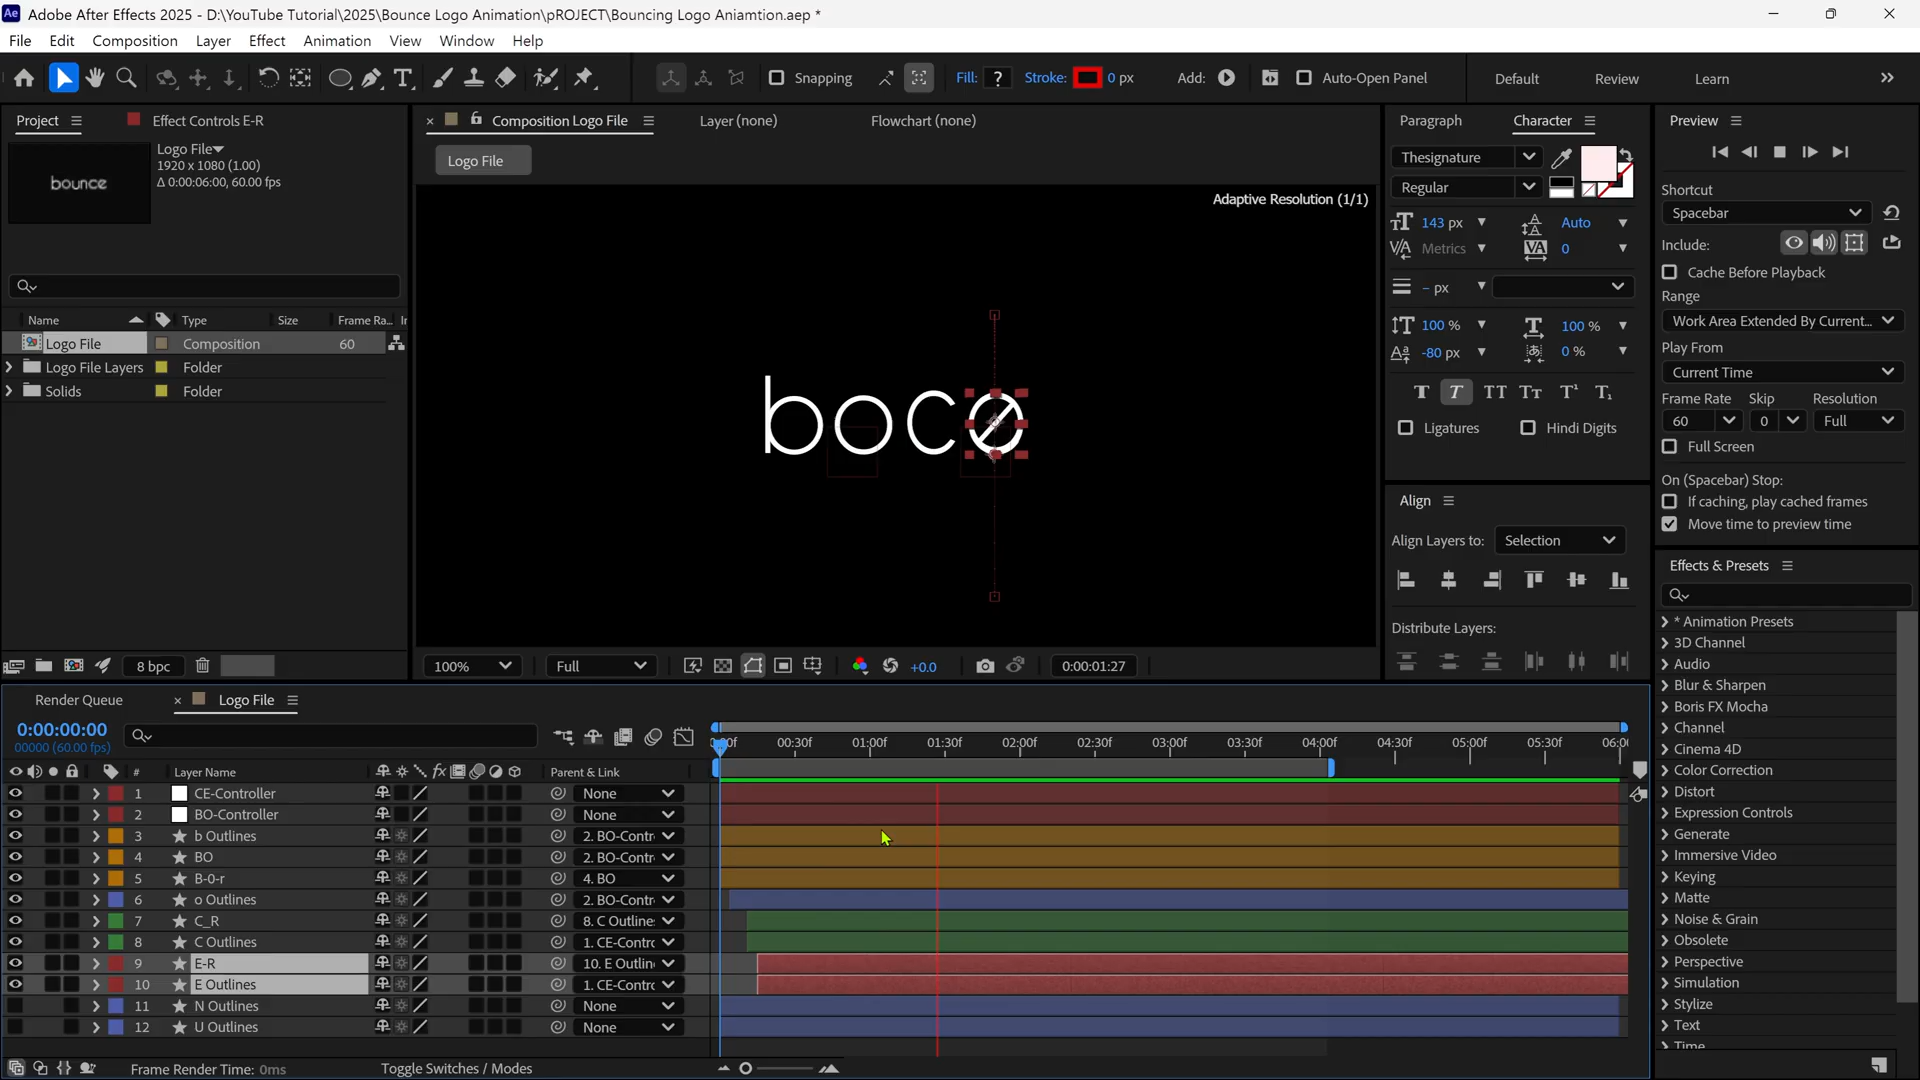 Adobe After Effects 2025 - D:\YouTube Tutorial\2025\Bounce Logo Animation\pROJECT\Bouncing Logo Aniamtion.aep *
File Edit Composition Layer Effect Animation View Window Help
Snapping Fill: ? Stroke: 0 px Add: Auto-Open Panel Default Review Learn
Project Effect Controls E-R
Logo File
1920 x 1080 (1.00)
Δ 0:00:06:00, 60.00 fps
bounce
Name Type Size Frame Ra... Ir
Logo File Composition 60
Logo File Layers Folder
Solids Folder
8 bpc
Composition Logo File Layer (none) Flowchart (none)
Logo File
Adaptive Resolution (1/1)
boce
100% Full +0.0 0:00:01:27
Paragraph Character
Thesignature
Regular
143 px Auto
Metrics 0
– px
100 % 100 %
-80 px 0 %
T T TT Tт T¹ T₁
Ligatures Hindi Digits
Align
Align Layers to: Selection
Distribute Layers:
Preview
Shortcut
Spacebar
Include:
Cache Before Playback
Range
Work Area Extended By Current...
Play From
Current Time
Frame Rate Skip Resolution
60 0 Full
Full Screen
On (Spacebar) Stop:
If caching, play cached frames
Move time to preview time
Effects & Presets
* Animation Presets
3D Channel
Audio
Blur & Sharpen
Boris FX Mocha
Channel
Cinema 4D
Color Correction
Distort
Expression Controls
Generate
Immersive Video
Keying
Matte
Noise & Grain
Obsolete
Perspective
Simulation
Stylize
Text
Time
Render Queue Logo File
0:00:00:00
00000 (60.00 fps)
:00f 00:30f 01:00f 01:30f 02:00f 02:30f 03:00f 03:30f 04:00f 04:30f 05:00f 05:30f 06:00
# Layer Name fx Parent & Link
1 CE-Controller None
2 BO-Controller None
3 b Outlines 2. BO-Contr
4 BO 2. BO-Contr
5 B-0-r 4. BO
6 o Outlines 2. BO-Contr
7 C_R 8. C Outline
8 C Outlines 1. CE-Contr
9 E-R 10. E Outlin
10 E Outlines 1. CE-Contr
11 N Outlines None
12 U Outlines None
Frame Render Time: 0ms Toggle Switches / Modes